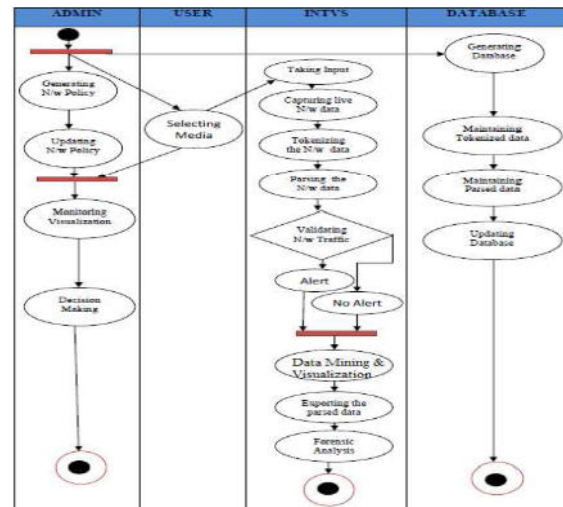 ADMIN
USER
INTVS
DATABASE
Generating
N/w Policy
Updating
N/w Policy
Monitoring
Visualization
Decision
Making
Selecting
Media
Taking Input
Capturing live
N/w data
Tokenizing
the N/w data
Parsing the
N/w data
Validating
N/w Traffic
Alert
No Alert
Data Mining &
Visualization
Exporting the
parsed data
Forensic
Analysis
Generating
Database
Maintaining
Tokenized data
Maintaining
Parsed data
Updating
Database